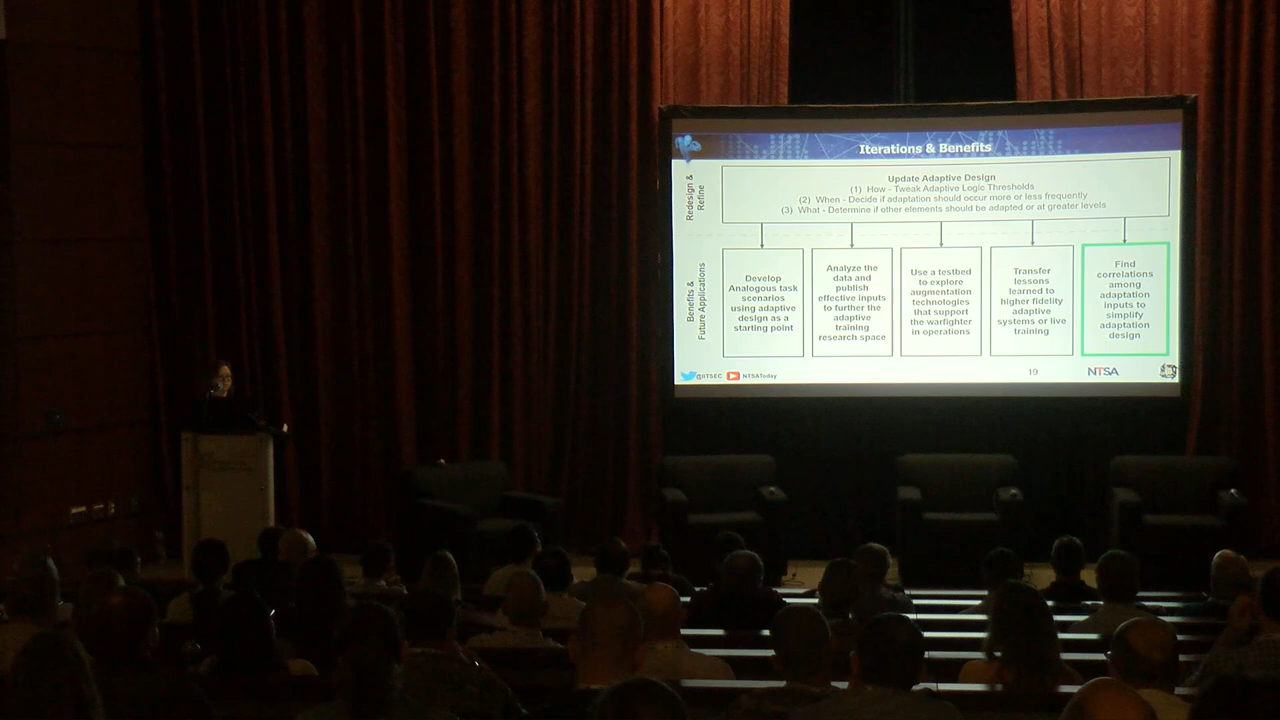 Iterations & Benefits
Redesign &
Refine
Update Adaptive Design
(1) How - Tweak Adaptive Logic Thresholds
(2) When - Decide if adaptation should occur more or less frequently
(3) What - Determine if other elements should be adapted or at greater levels
Benefits &
Future Applications
Develop
Analogous task
scenarios
using adaptive
design as a
starting point
Analyze the
data and
publish
effective inputs
to further the
adaptive
training
research space
Use a testbed
to explore
augmentation
technologies
that support
the warfighter
in operations
Transfer
lessons
learned to
higher fidelity
adaptive
systems or live
training
Find
correlations
among
adaptation
inputs to
simplify
adaptation
design
@IITSEC
NTSAToday
19
NTSA